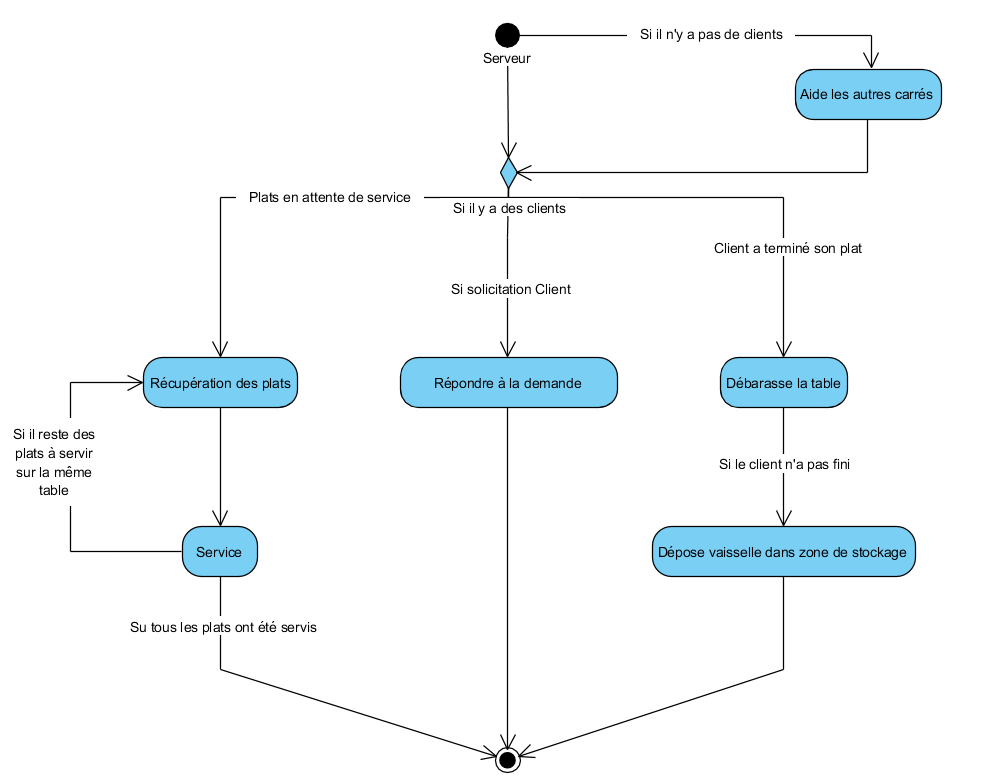 Si il n'y a pas de clients
Serveur
Aide les autres carrés
Plats en attente de service
Si il y a des clients
Client a terminé son plat
Si solicitation Client
Récupération des plats
Répondre à la demande
Débarasse la table
Si il reste des
plats à servir
sur la même
table
Si le client n'a pas fini
Service
Dépose vaisselle dans zone de stockage
Su tous les plats ont été servis